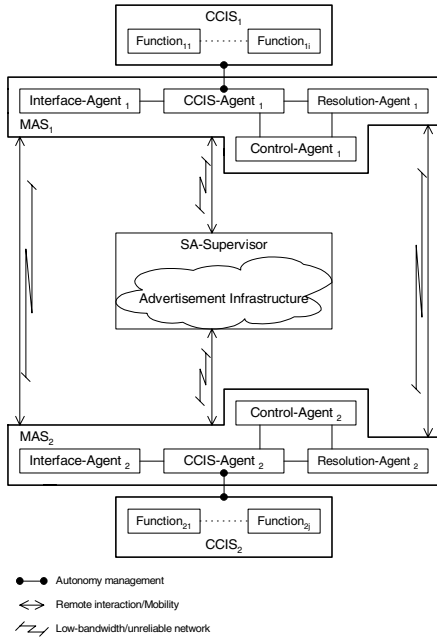 CCIS1
Function11 Function1i
Interface-Agent 1 CCIS-Agent 1 Resolution-Agent 1
MAS1
Control-Agent 1
SA-Supervisor
Advertisement Infrastructure
Control-Agent 2
MAS2
Interface-Agent 2 CCIS-Agent 2 Resolution-Agent 2
Function21 Function2j
CCIS2
Autonomy management
Remote interaction/Mobility
Low-bandwidth/unreliable network